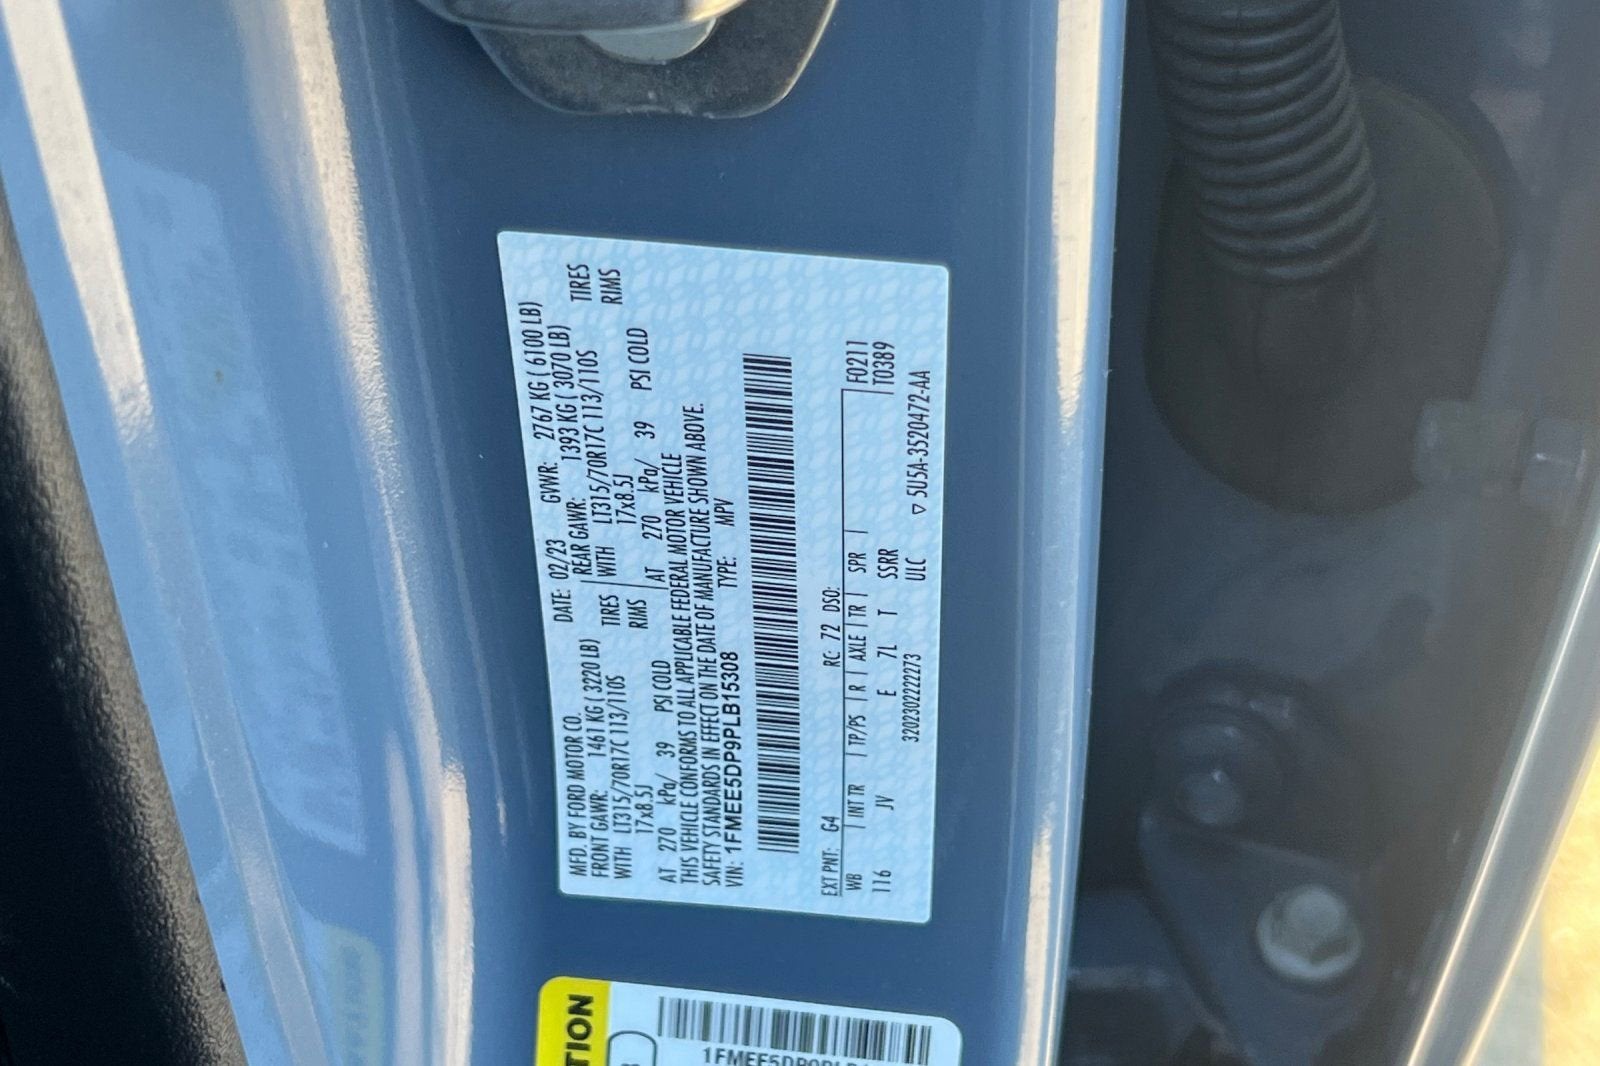 MFD. BY FORD MOTOR CO. DATE: 02/23 GVWR: 2767 KG ( 6100 LB)
FRONT GAWR: 1461 KG ( 3220 LB) REAR GAWR: 1393 KG ( 3070 LB)
WITH LT315/70R17C 113/110S TIRES WITH LT315/70R17C 113/110S TIRES
17x8.5J RIMS 17x8.5J RIMS
AT 270 kPa/ 39 PSI COLD AT 270 kPa/ 39 PSI COLD
THIS VEHICLE CONFORMS TO ALL APPLICABLE FEDERAL MOTOR VEHICLE
SAFETY STANDARDS IN EFFECT ON THE DATE OF MANUFACTURE SHOWN ABOVE.
VIN: 1FMEE5DP9PLB15308 TYPE: MPV
EXT PNT: G4 RC: 72 DSO:
WB INT TR TP/PS R AXLE TR SPR F0211
116 JV E 7L T SSRR T0389
320230222273 ULC
▽ 5U5A-3520472-AA